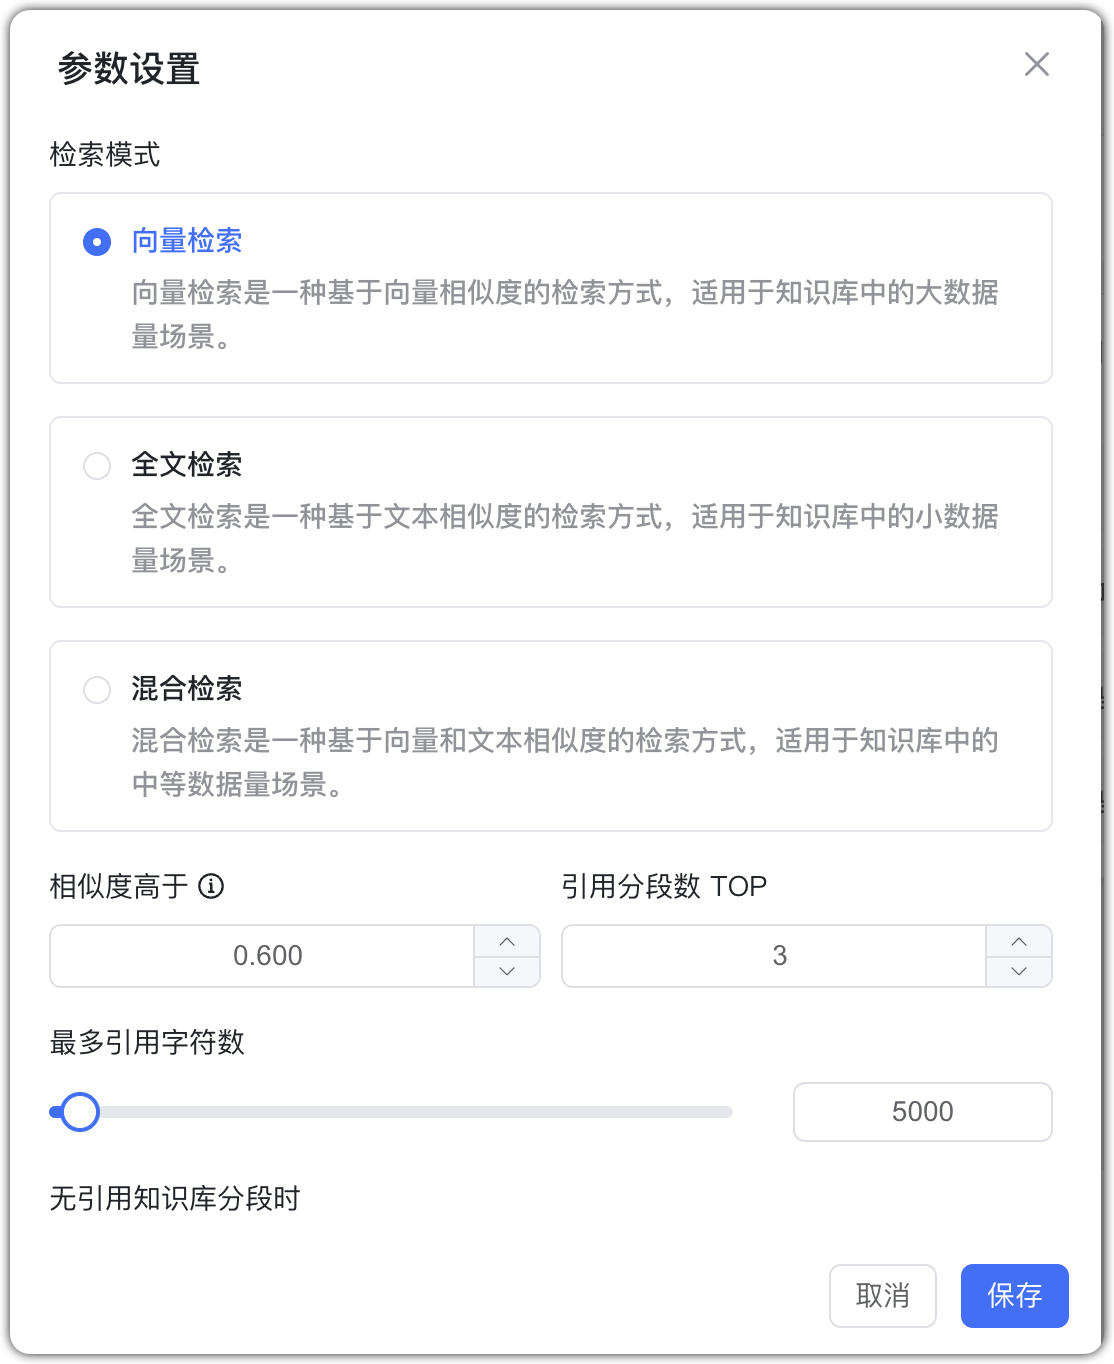 参数设置
检索模式
向量检索
向量检索是一种基于向量相似度的检索方式，适用于知识库中的大数据
量场景。
全文检索
全文检索是一种基于文本相似度的检索方式，适用于知识库中的小数据
量场景。
混合检索
混合检索是一种基于向量和文本相似度的检索方式，适用于知识库中的
中等数据量场景。
相似度高于 引用分段数 TOP
0.600 3
最多引用字符数
5000
无引用知识库分段时
取消 保存